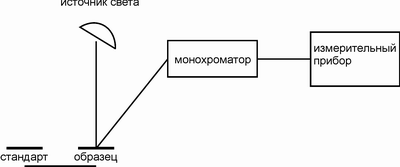 источник света
монохроматор
измерительный
прибор
стандарт
образец